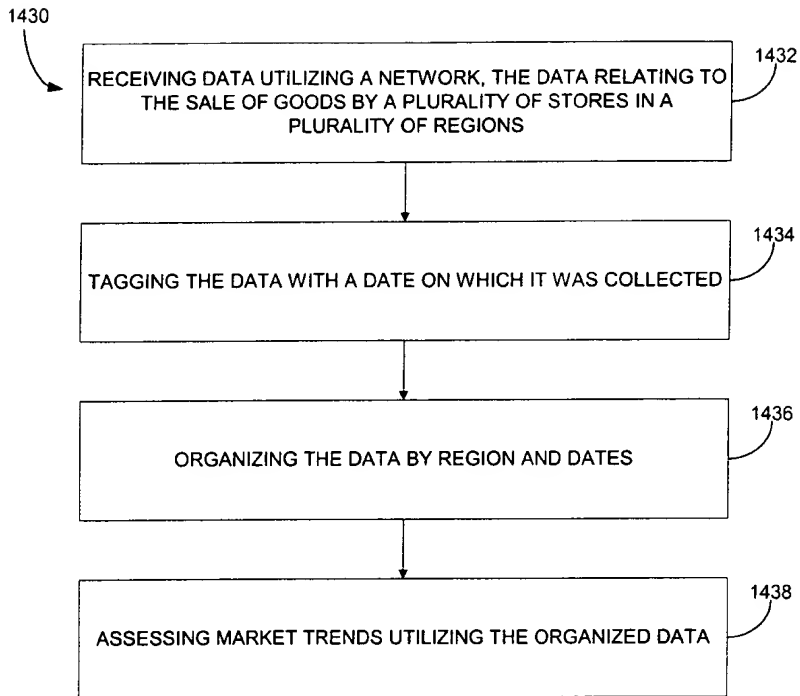 1430
1432
RECEIVING DATA UTILIZING A NETWORK, THE DATA RELATING TO
THE SALE OF GOODS BY A PLURALITY OF STORES IN A
PLURALITY OF REGIONS
1434
TAGGING THE DATA WITH A DATE ON WHICH IT WAS COLLECTED
1436
ORGANIZING THE DATA BY REGION AND DATES
1438
ASSESSING MARKET TRENDS UTILIZING THE ORGANIZED DATA